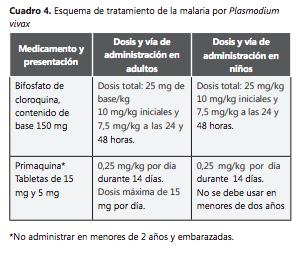 Cuadro 4. Esquema de tratamiento de la malaria por Plasmodium
vivax
Medicamento y
presentación
Dosis y vía de
administración en
adultos
Dosis y vía de
administración en
niños
Bifosfato de
cloroquina,
contenido de
base 150 mg
Dosis total: 25 mg de
base/kg
10 mg/kg iniciales y
7,5 mg/kg a las 24 y
48 horas.
Dosis total: 25 mg/kg
10 mg/kg iniciales y
7,5 mg/kg a las 24 y
48 horas.
Primaquina*
Tabletas de 15
mg y 5 mg
0,25 mg/kg por día
durante 14 días.
Dosis máxima de 15
mg por día.
0,25 mg/kg por día
durante 14 días.
No se debe usar en
menores de dos años
*No administrar en menores de 2 años y embarazadas.